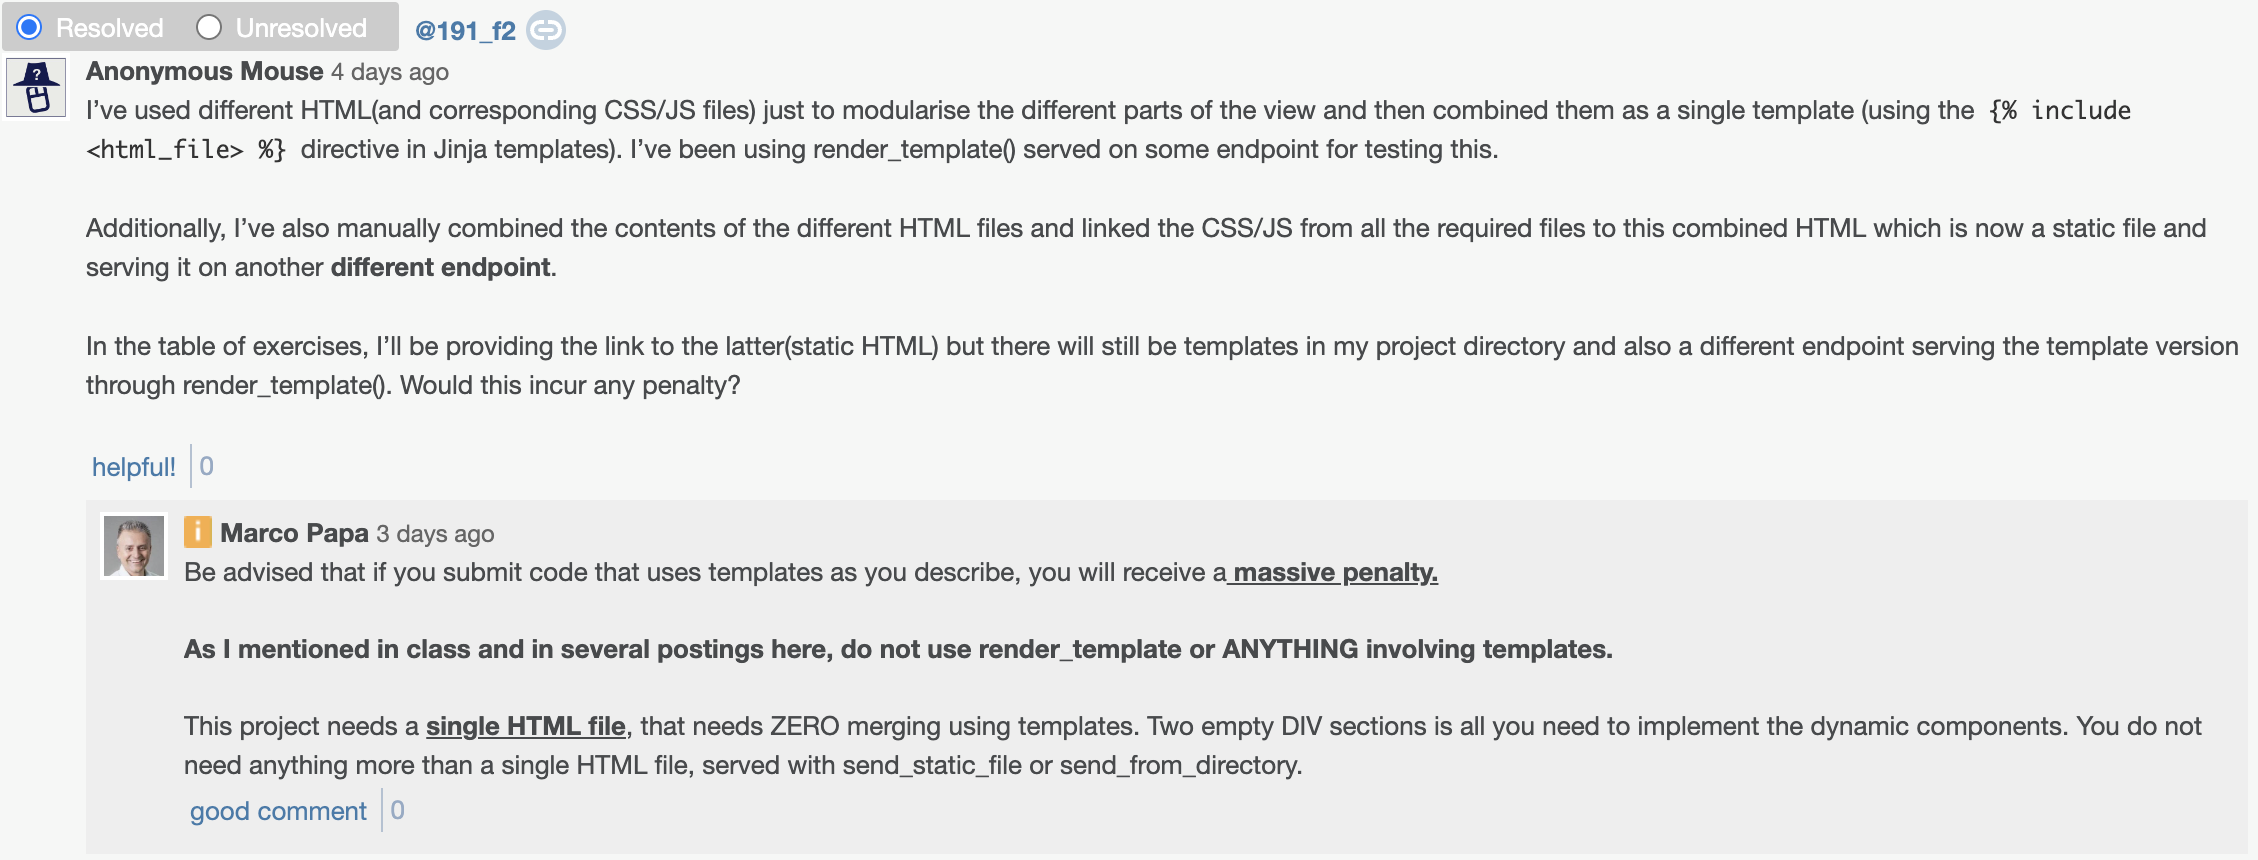 Resolved Unresolved @191_f2
Anonymous Mouse 4 days ago
I’ve used different HTML(and corresponding CSS/JS files) just to modularise the different parts of the view and then combined them as a single template (using the {% include
<html_file> %} directive in Jinja templates). I’ve been using render_template() served on some endpoint for testing this.
Additionally, I’ve also manually combined the contents of the different HTML files and linked the CSS/JS from all the required files to this combined HTML which is now a static file and
serving it on another different endpoint.
In the table of exercises, I’ll be providing the link to the latter(static HTML) but there will still be templates in my project directory and also a different endpoint serving the template version
through render_template(). Would this incur any penalty?
helpful! 0
i Marco Papa 3 days ago
Be advised that if you submit code that uses templates as you describe, you will receive a massive penalty.
As I mentioned in class and in several postings here, do not use render_template or ANYTHING involving templates.
This project needs a single HTML file, that needs ZERO merging using templates. Two empty DIV sections is all you need to implement the dynamic components. You do not
need anything more than a single HTML file, served with send_static_file or send_from_directory.
good comment 0